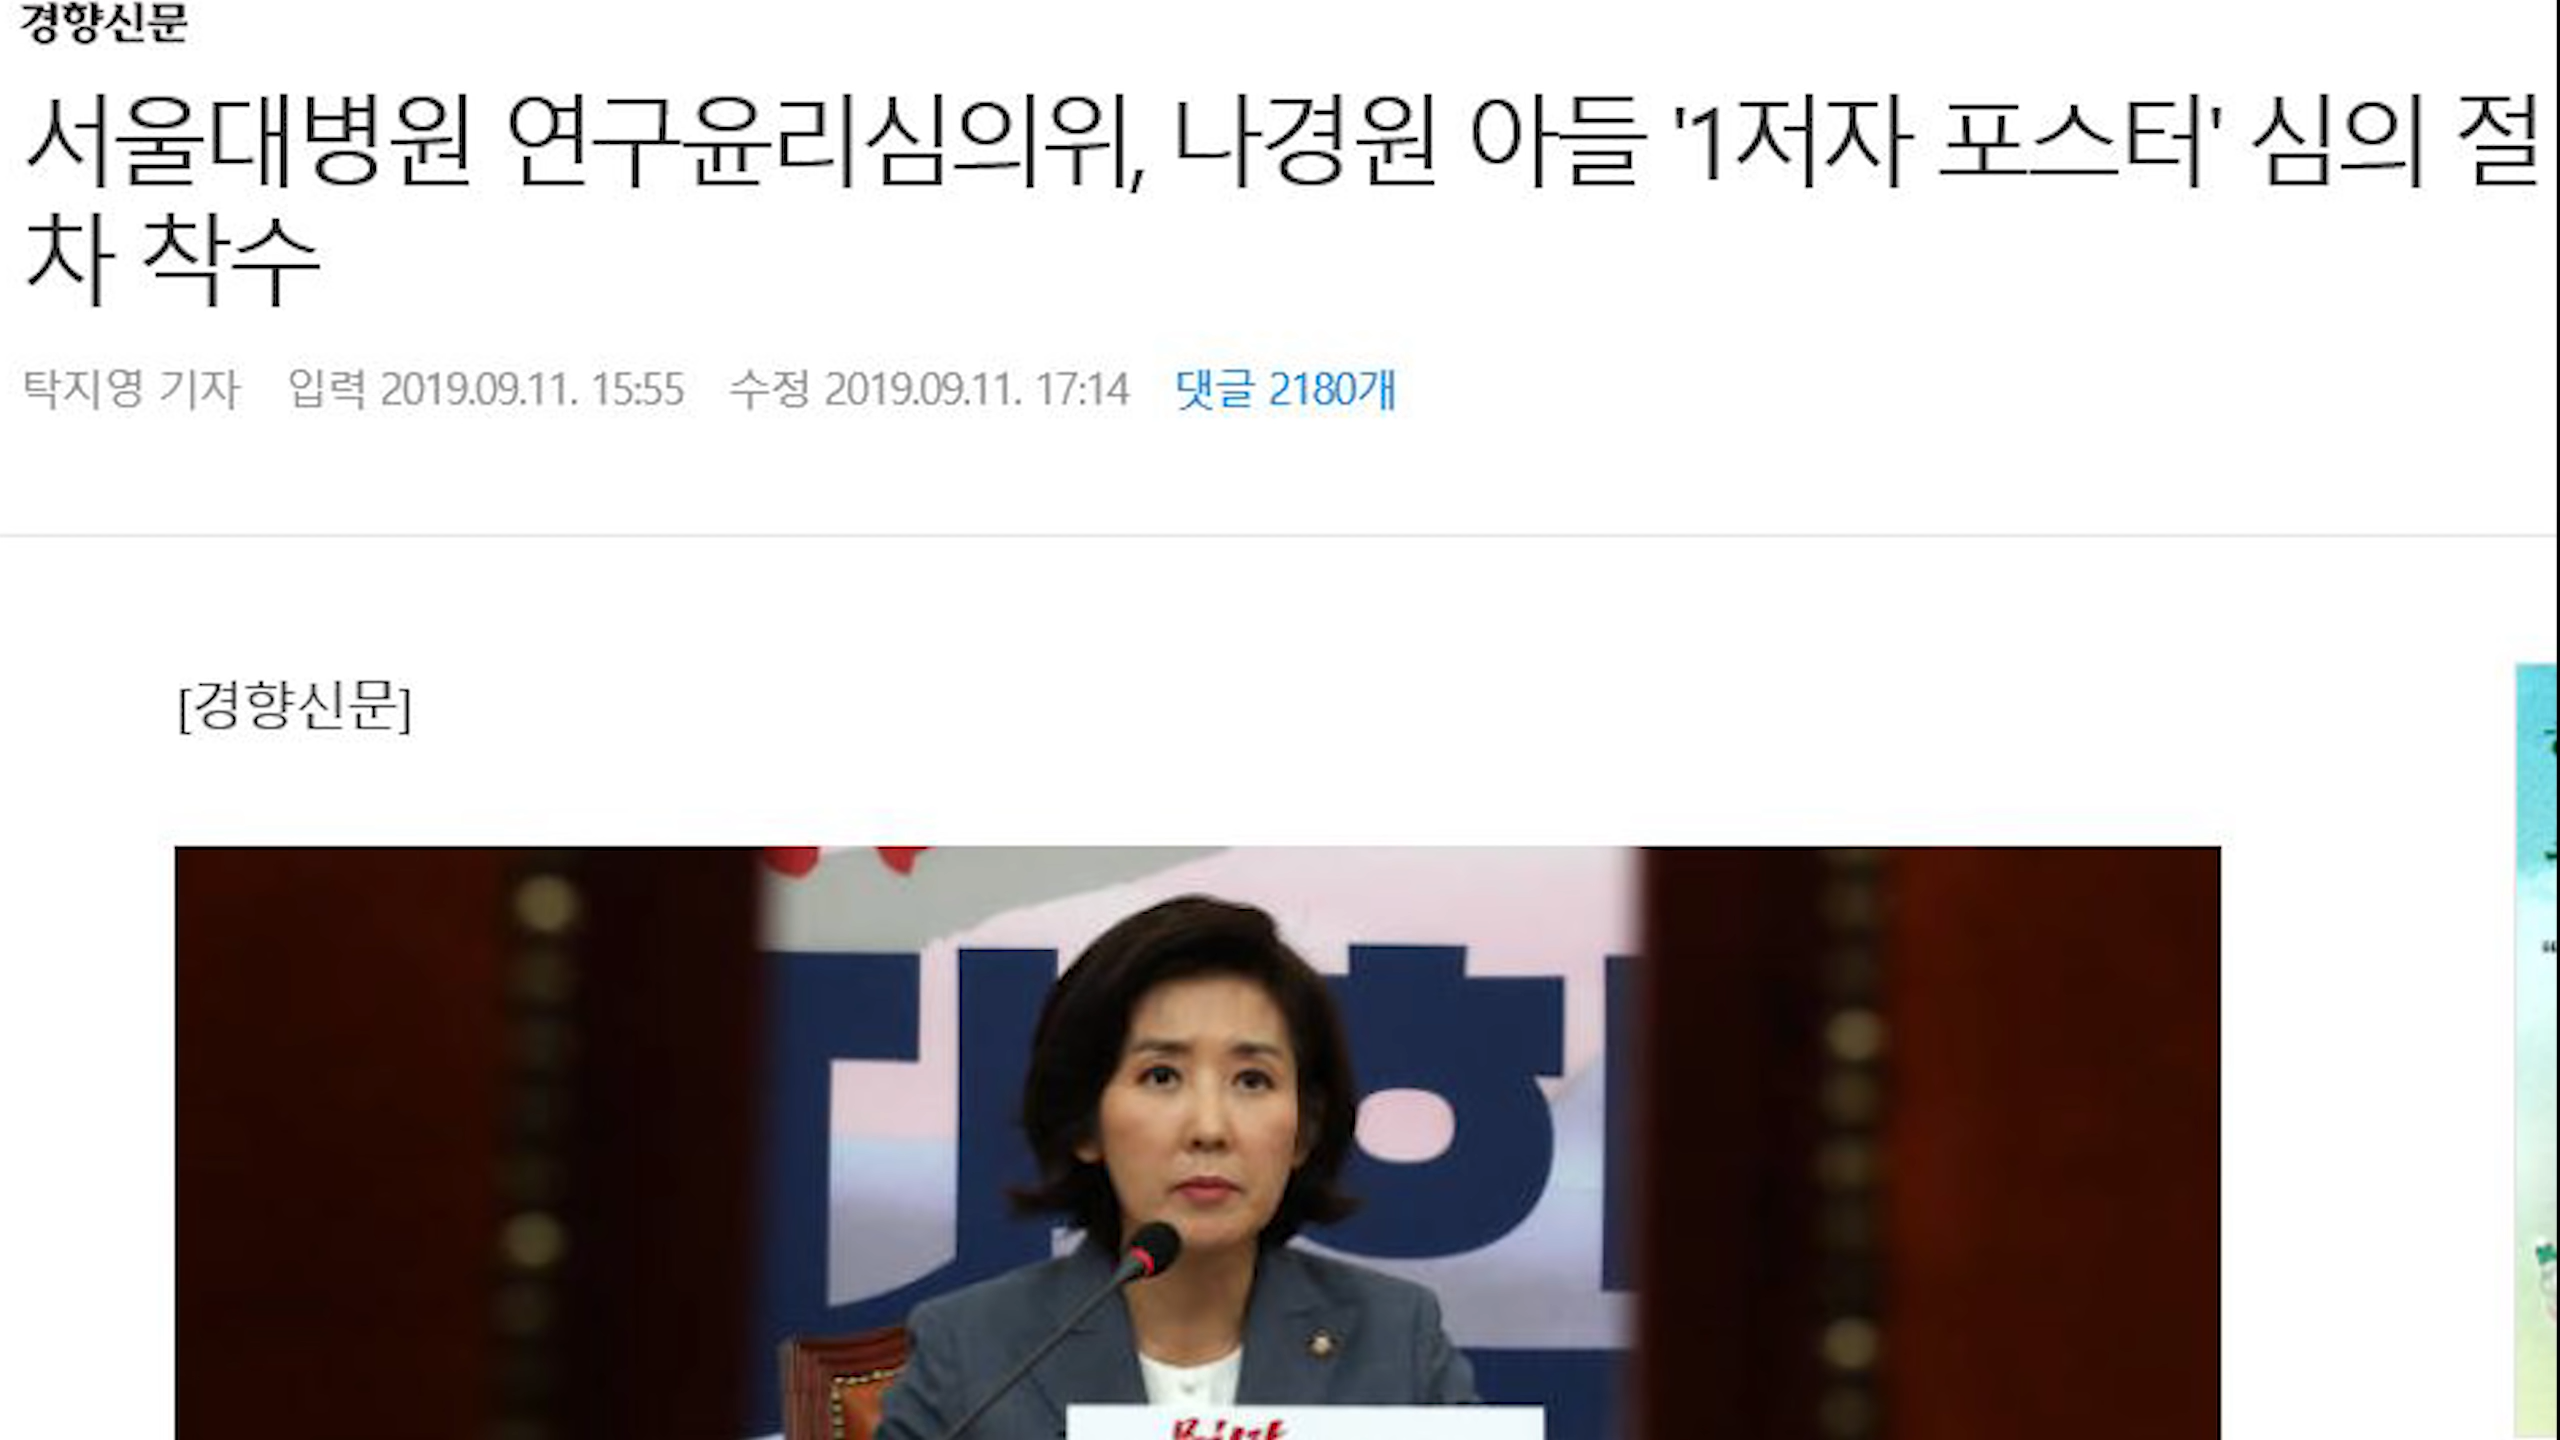 경향신문
서울대병원 연구윤리심의위, 나경원 아들 '1저자 포스터' 심의 절
차 착수
탁지영 기자 입력 2019.09.11. 15:55 수정 2019.09.11. 17:14 댓글 2180개
[경향신문]